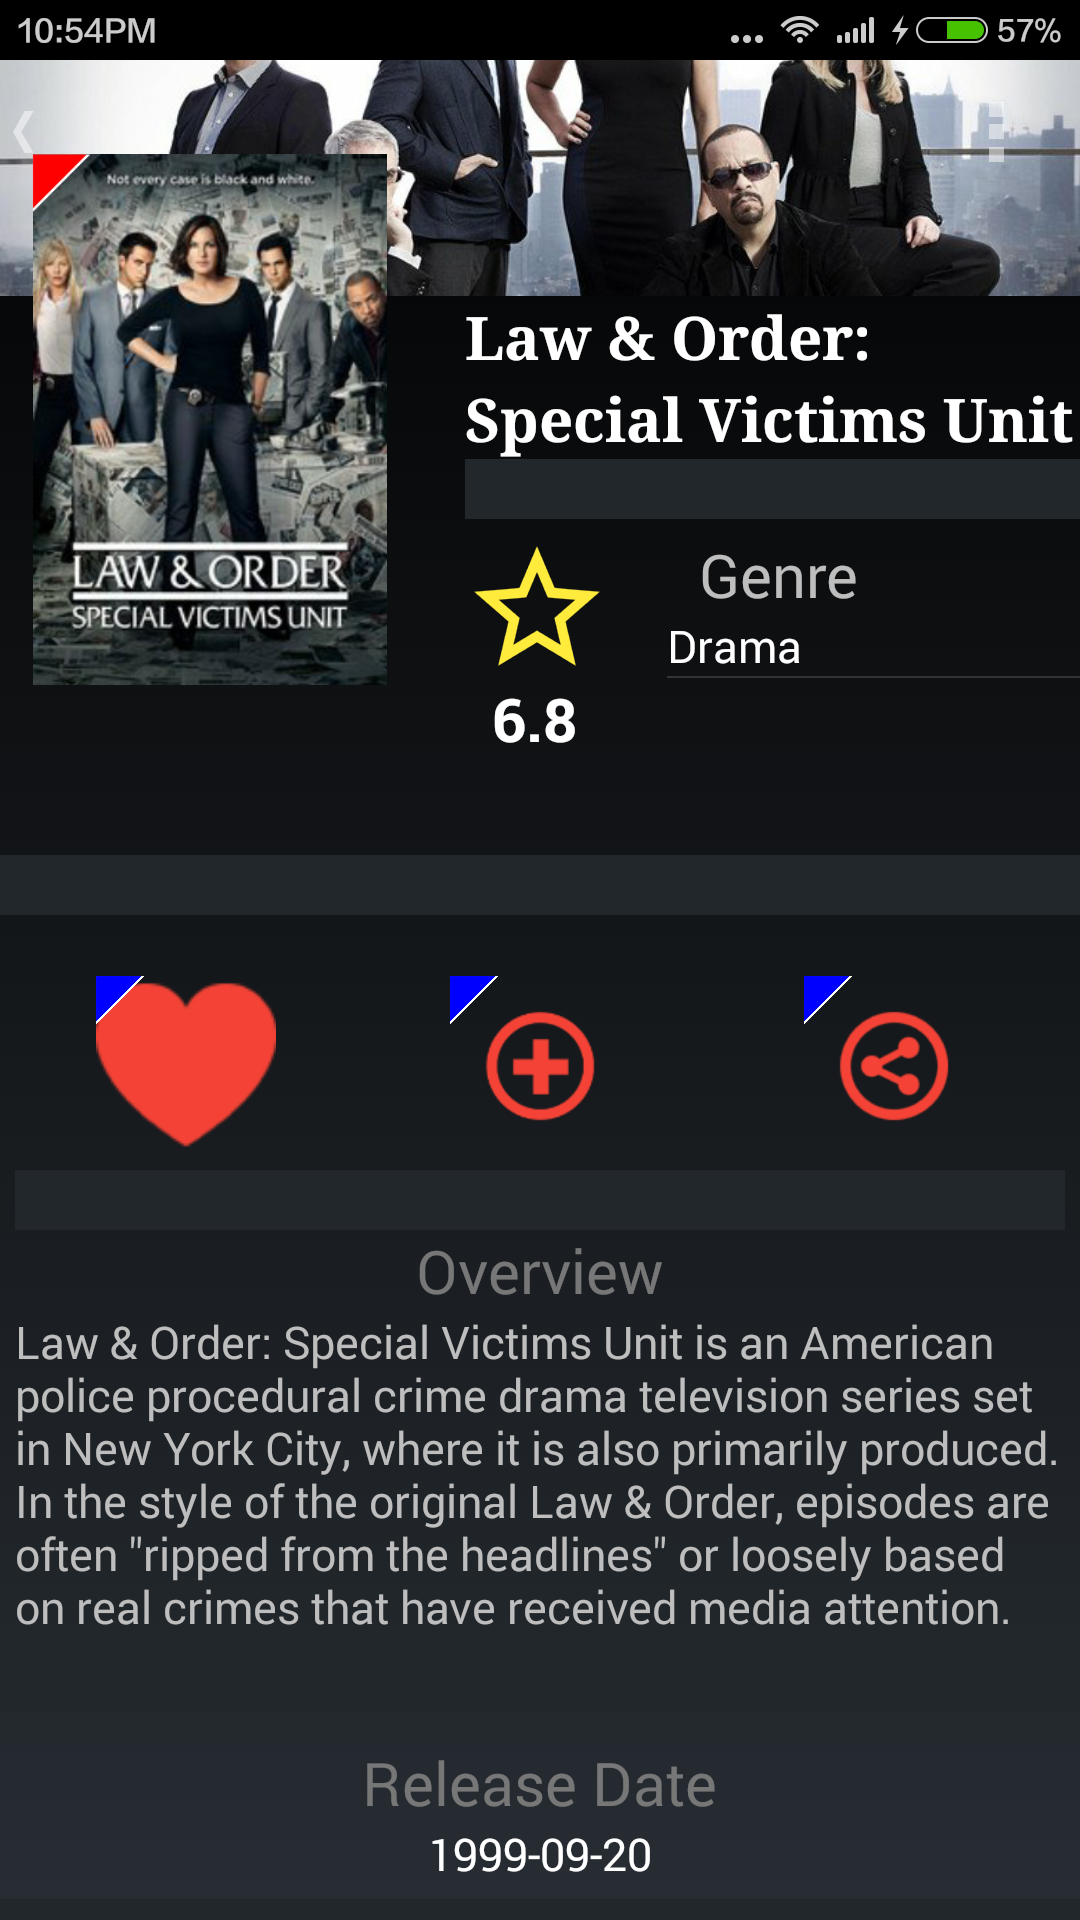 10:54PM
57%
Not every case is black and white.
LAW & ORDER
SPECIAL VICTIMS UNIT
Law & Order:
Special Victims Unit
Genre
Drama
6.8
Overview
Law & Order: Special Victims Unit is an American
police procedural crime drama television series set
in New York City, where it is also primarily produced.
In the style of the original Law & Order, episodes are
often "ripped from the headlines" or loosely based
on real crimes that have received media attention.
Release Date
1999-09-20